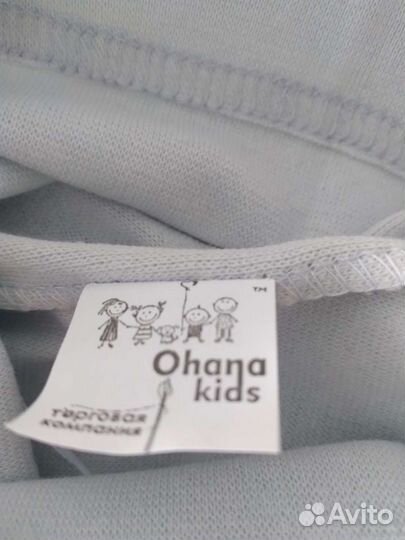 TM
Ohana
kids
торговая
компания
Avito